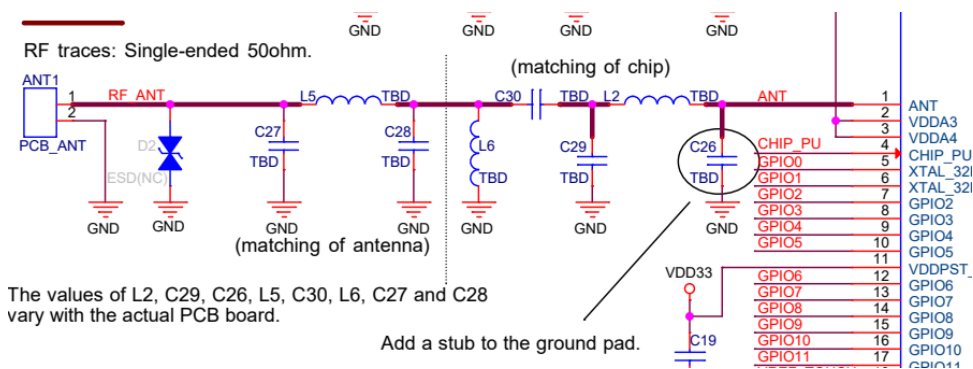 GND
GND
GND
GND
RF traces: Single-ended 50ohm.
(matching of chip)
ANT1
1
2
PCB_ANT
RF_ANT
L5
TBD
C30
TBD
L2
TBD
ANT
D2
ESD(NC)
C27
TBD
C28
TBD
L6
TBD
C29
TBD
C26
TBD
GND
GND
GND
GND
GND
GND
GND
(matching of antenna)
The values of L2, C29, C26, L5, C30, L6, C27 and C28
vary with the actual PCB board.
Add a stub to the ground pad.
VDD33
C19
1 ANT
2 VDDA3
3 VDDA4
CHIP_PU 4 CHIP_PU
GPIO0 5 XTAL_32
GPIO1 6 XTAL_32
GPIO2 7 GPIO2
GPIO3 8 GPIO3
GPIO4 9 GPIO4
GPIO5 10 GPIO5
11 VDDPST_
GPIO6 12 GPIO6
GPIO7 13 GPIO7
GPIO8 14 GPIO8
GPIO9 15 GPIO9
GPIO10 16 GPIO10
GPIO11 17 GPIO11